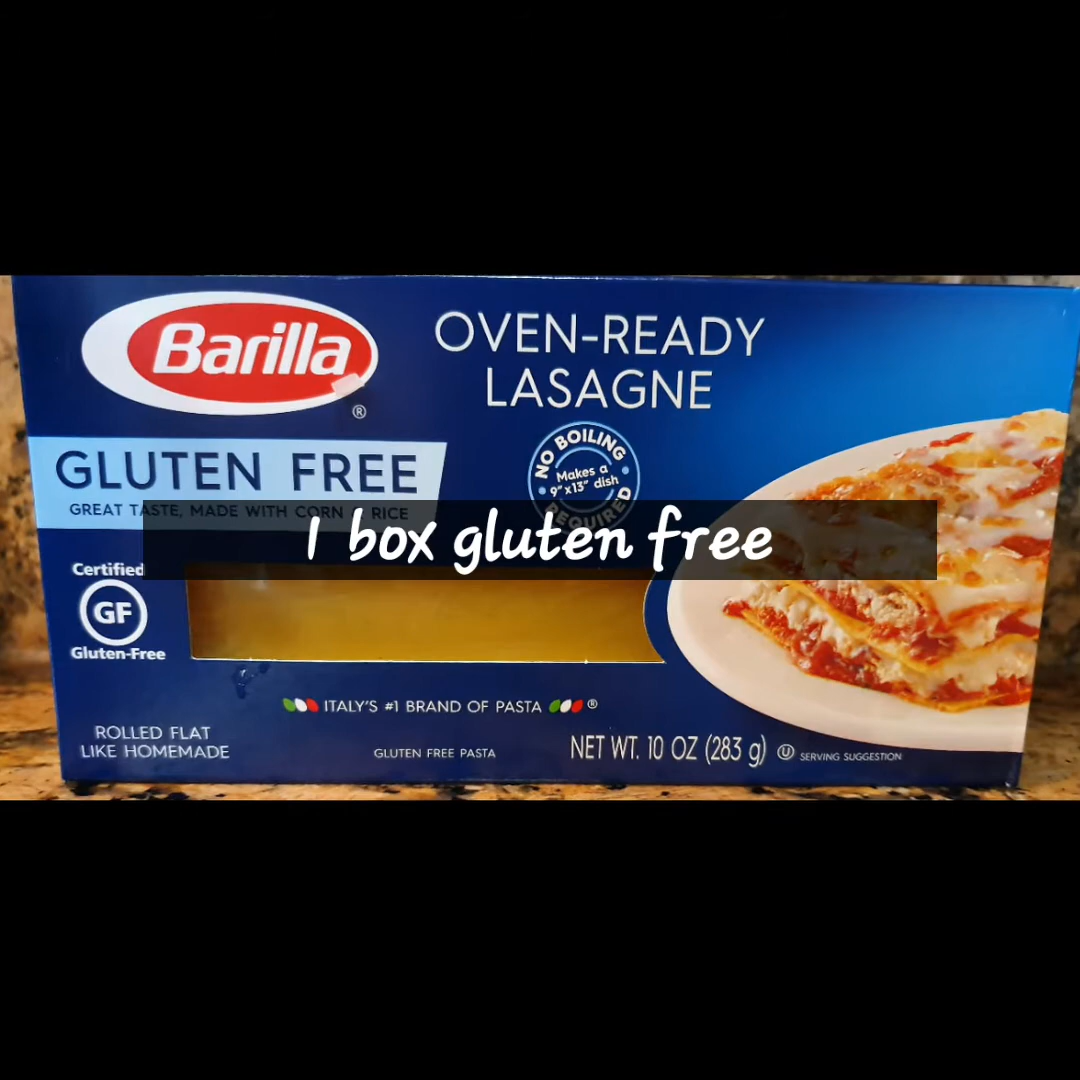 Barilla
®
OVEN-READY
LASAGNE
GLUTEN FREE
GREAT TASTE, MADE WITH CORN & RICE
NO BOILING
Makes a
9"x13" dish
REQUIRED
1 box gluten free
Certified
GF
Gluten-Free
ITALY'S #1 BRAND OF PASTA ®
ROLLED FLAT
LIKE HOMEMADE
GLUTEN FREE PASTA
NET WT. 10 OZ (283 g)
U
SERVING SUGGESTION